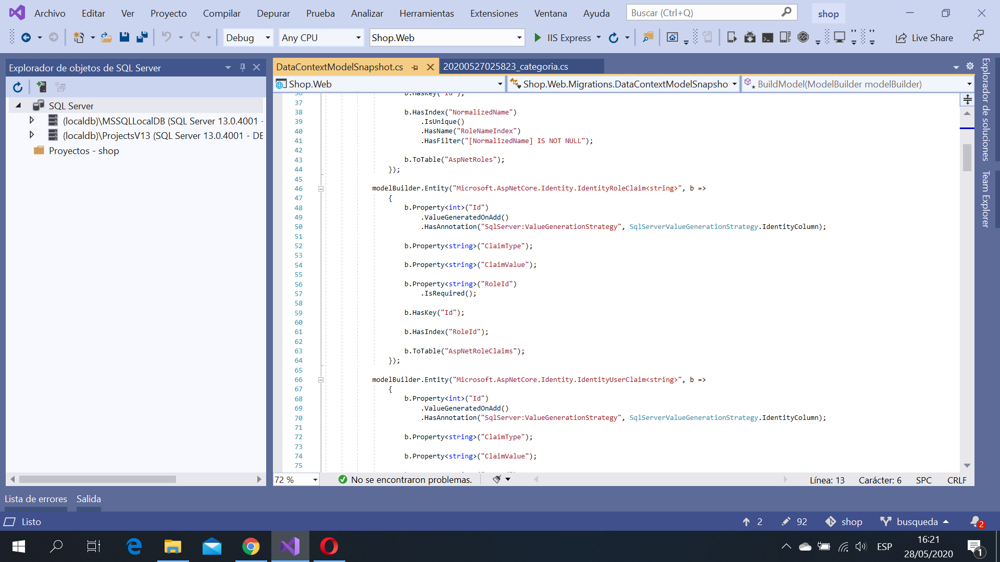 Archivo Editar Ver Proyecto Compilar Depurar Prueba Analizar Herramientas Extensiones Ventana Ayuda Buscar (Ctrl+Q) shop
Debug Any CPU Shop.Web IIS Express Live Share
Explorador de objetos de SQL Server
SQL Server
(localdb)\MSSQLLocalDB (SQL Server 13.0.4001 -
(localdb)\ProjectsV13 (SQL Server 13.0.4001 - DE
Proyectos - shop
DataContextModelSnapshot.cs 20200527025823_categoria.cs
Shop.Web Shop.Web.Migrations.DataContextModelSnapsho BuildModel(ModelBuilder modelBuilder)
36 b.HasKey("Id");
37
38 b.HasIndex("NormalizedName")
39 .IsUnique()
40 .HasName("RoleNameIndex")
41 .HasFilter("[NormalizedName] IS NOT NULL");
42
43 b.ToTable("AspNetRoles");
44 });
45
46 modelBuilder.Entity("Microsoft.AspNetCore.Identity.IdentityRoleClaim<string>", b =>
47 {
48 b.Property<int>("Id")
49 .ValueGeneratedOnAdd()
50 .HasAnnotation("SqlServer:ValueGenerationStrategy", SqlServerValueGenerationStrategy.IdentityColumn);
51
52 b.Property<string>("ClaimType");
53
54 b.Property<string>("ClaimValue");
55
56 b.Property<string>("RoleId")
57 .IsRequired();
58
59 b.HasKey("Id");
60
61 b.HasIndex("RoleId");
62
63 b.ToTable("AspNetRoleClaims");
64 });
65
66 modelBuilder.Entity("Microsoft.AspNetCore.Identity.IdentityUserClaim<string>", b =>
67 {
68 b.Property<int>("Id")
69 .ValueGeneratedOnAdd()
70 .HasAnnotation("SqlServer:ValueGenerationStrategy", SqlServerValueGenerationStrategy.IdentityColumn);
71
72 b.Property<string>("ClaimType");
73
74 b.Property<string>("ClaimValue");
75
72 % No se encontraron problemas. Línea: 13 Carácter: 6 SPC CRLF
Explorador de soluciones
Team Explorer
Lista de errores Salida
Listo 2 92 shop busqueda 2
ESP 16:21
28/05/2020 1